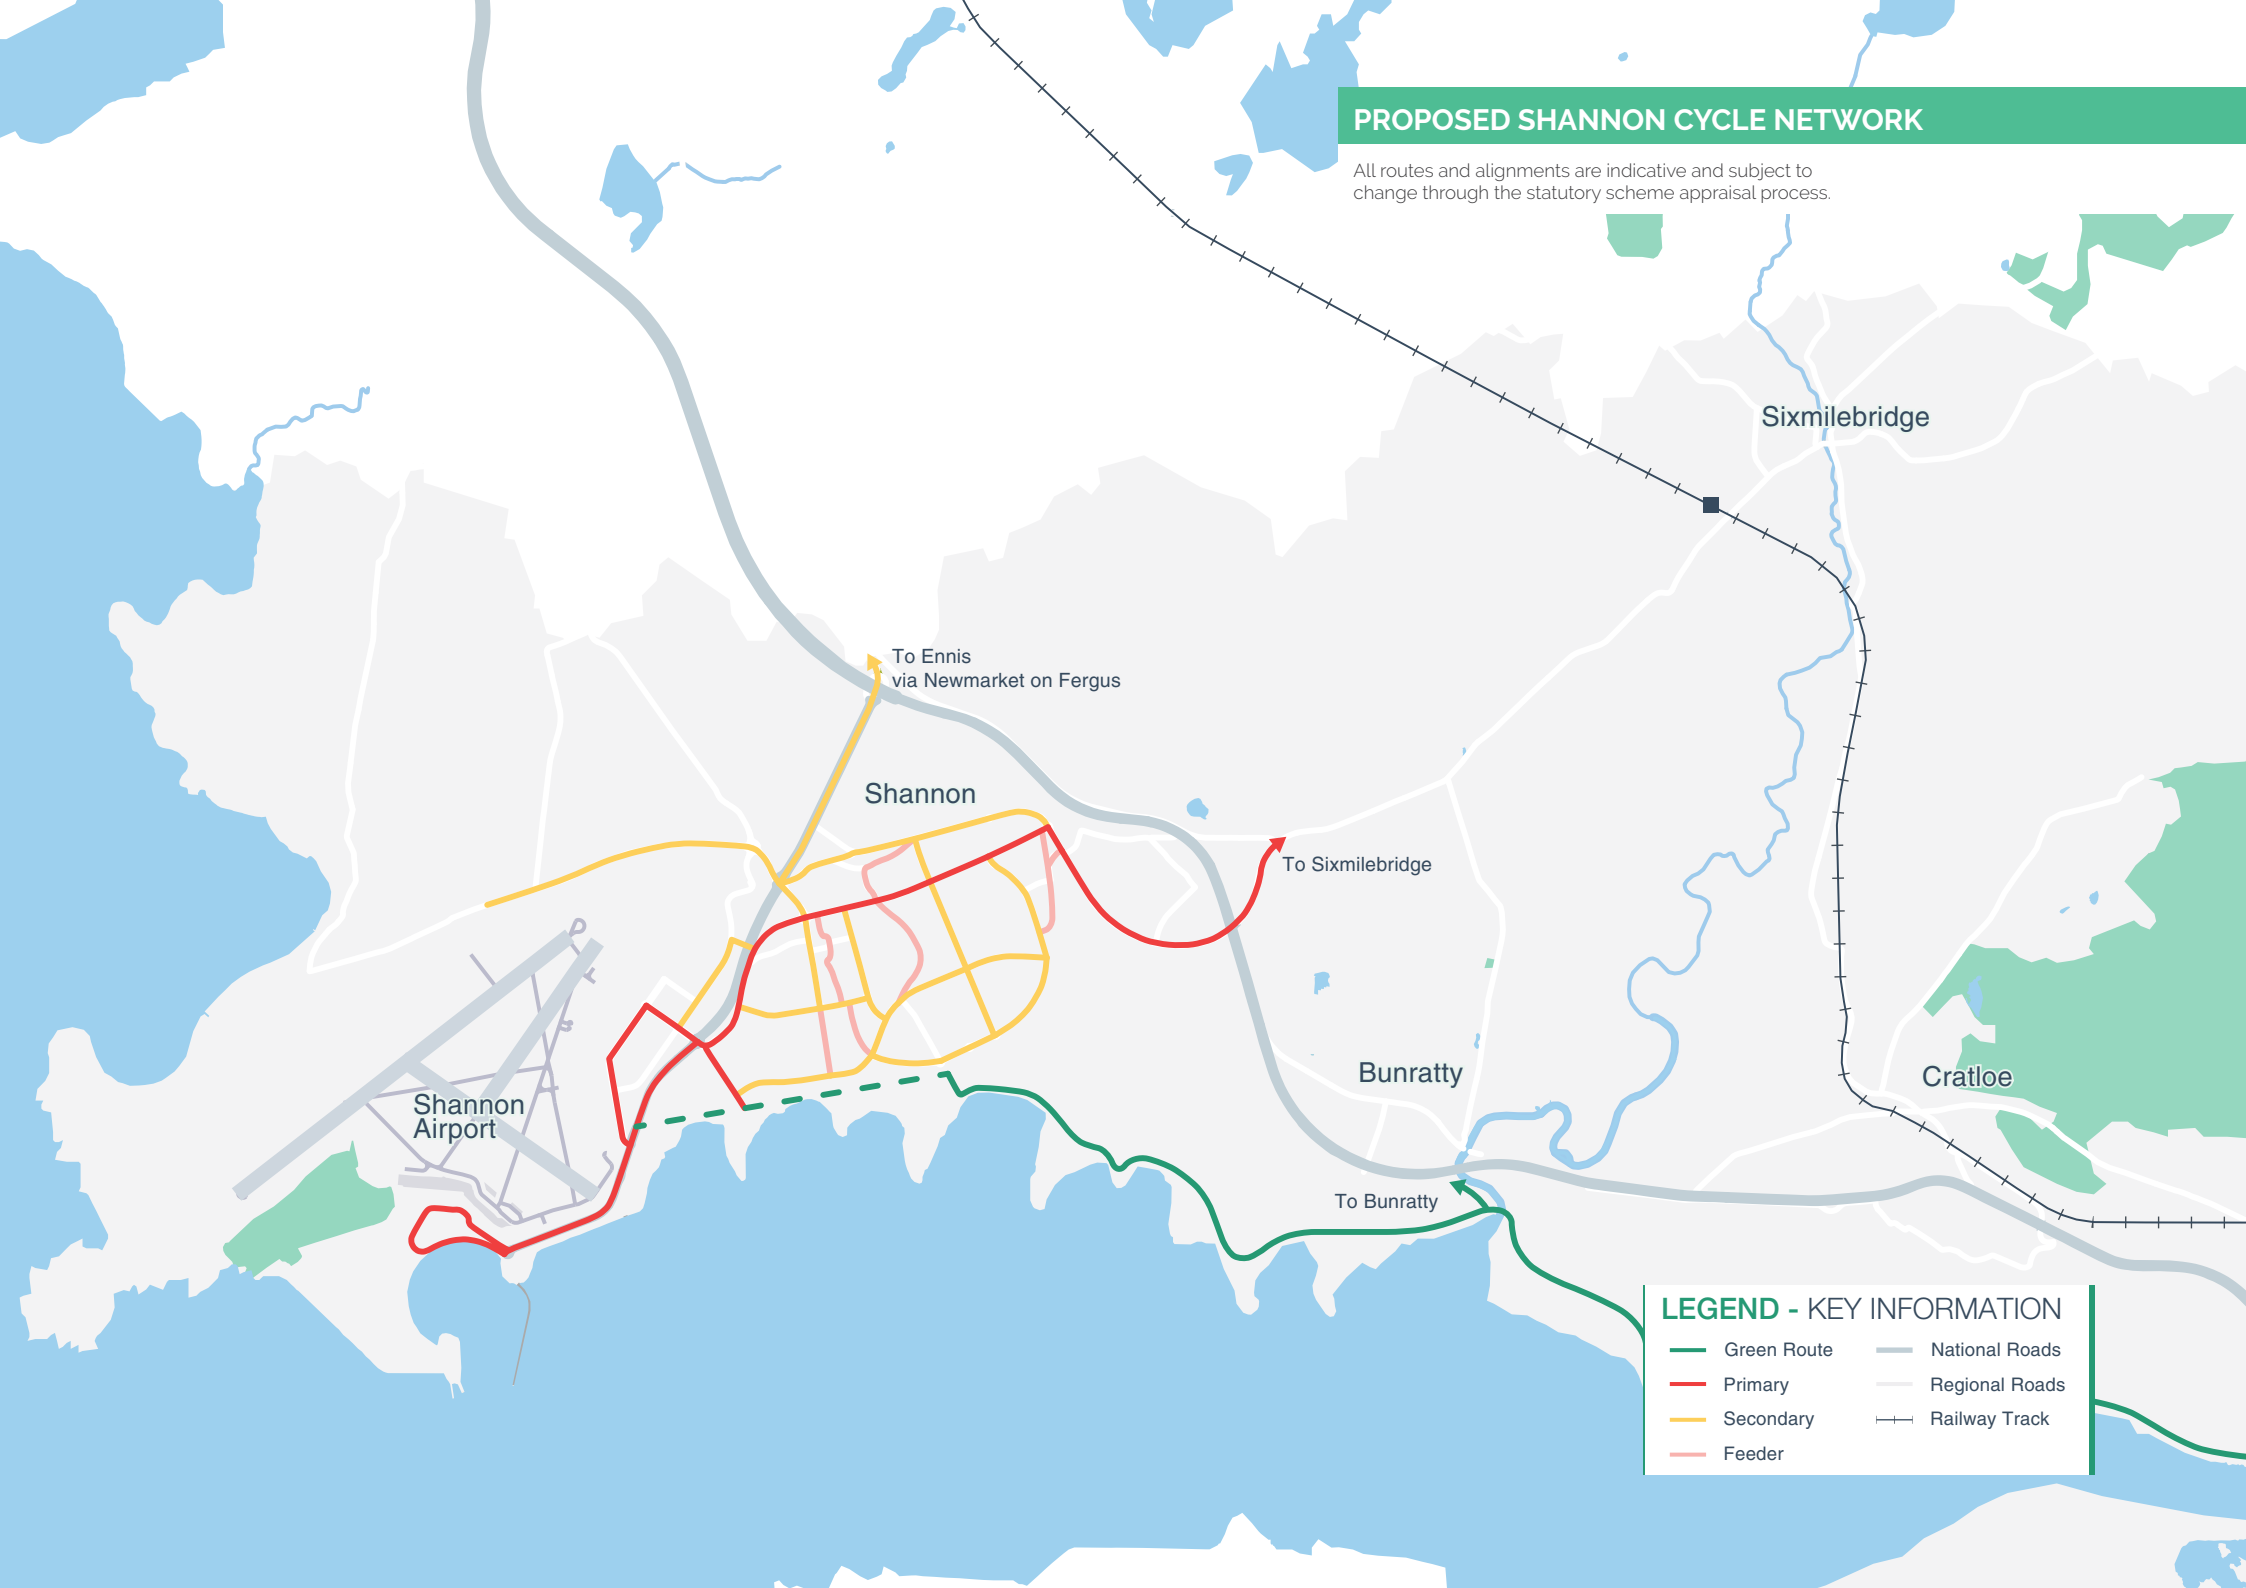 PROPOSED SHANNON CYCLE NETWORK
All routes and alignments are indicative and subject to
change through the statutory scheme appraisal process.
Sixmilebridge
To Ennis
via Newmarket on Fergus
Shannon
To Sixmilebridge
Bunratty
Cratloe
Shannon
Airport
To Bunratty
LEGEND - KEY INFORMATION
Green Route
National Roads
Primary
Regional Roads
Secondary
Railway Track
Feeder